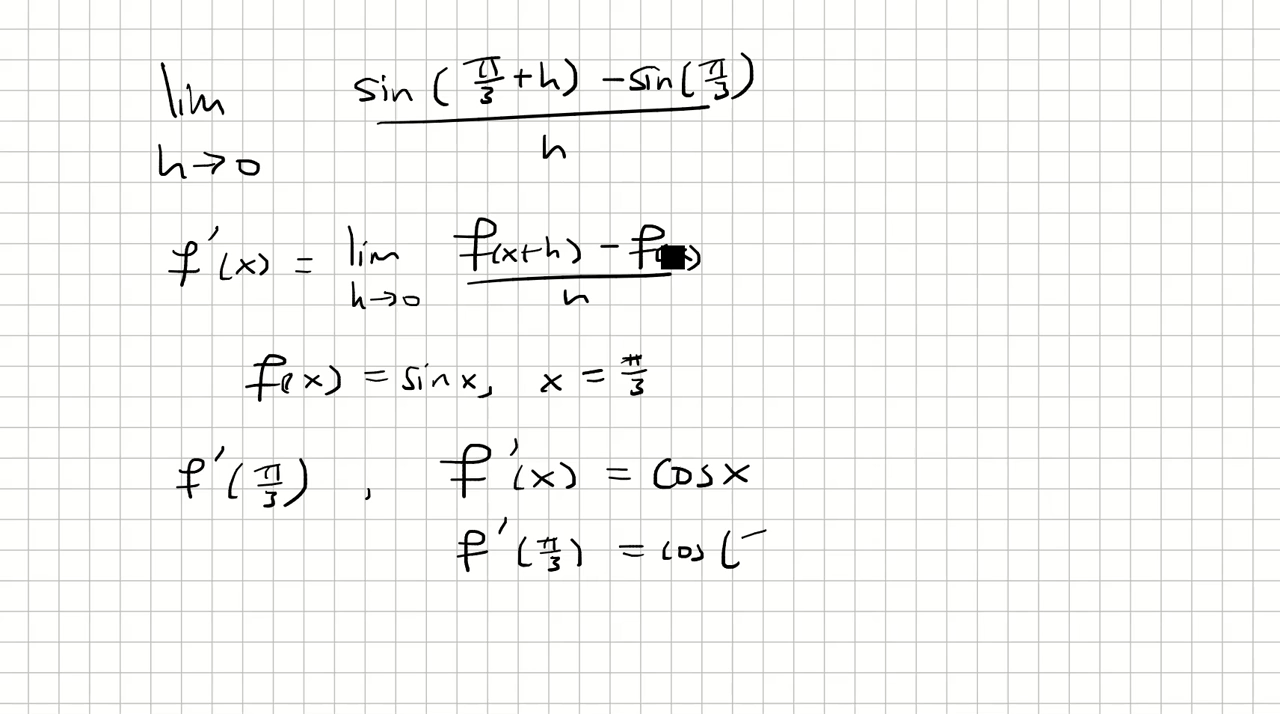 lim h→0 sin(π/3+h) - sin(π/3) / h
f'(x) = lim h→0 f(x+h) - f( ) / h
f(x) = sin x, x = π/3
f'(π/3) , f'(x) = cos x
f'(π/3) = cos(